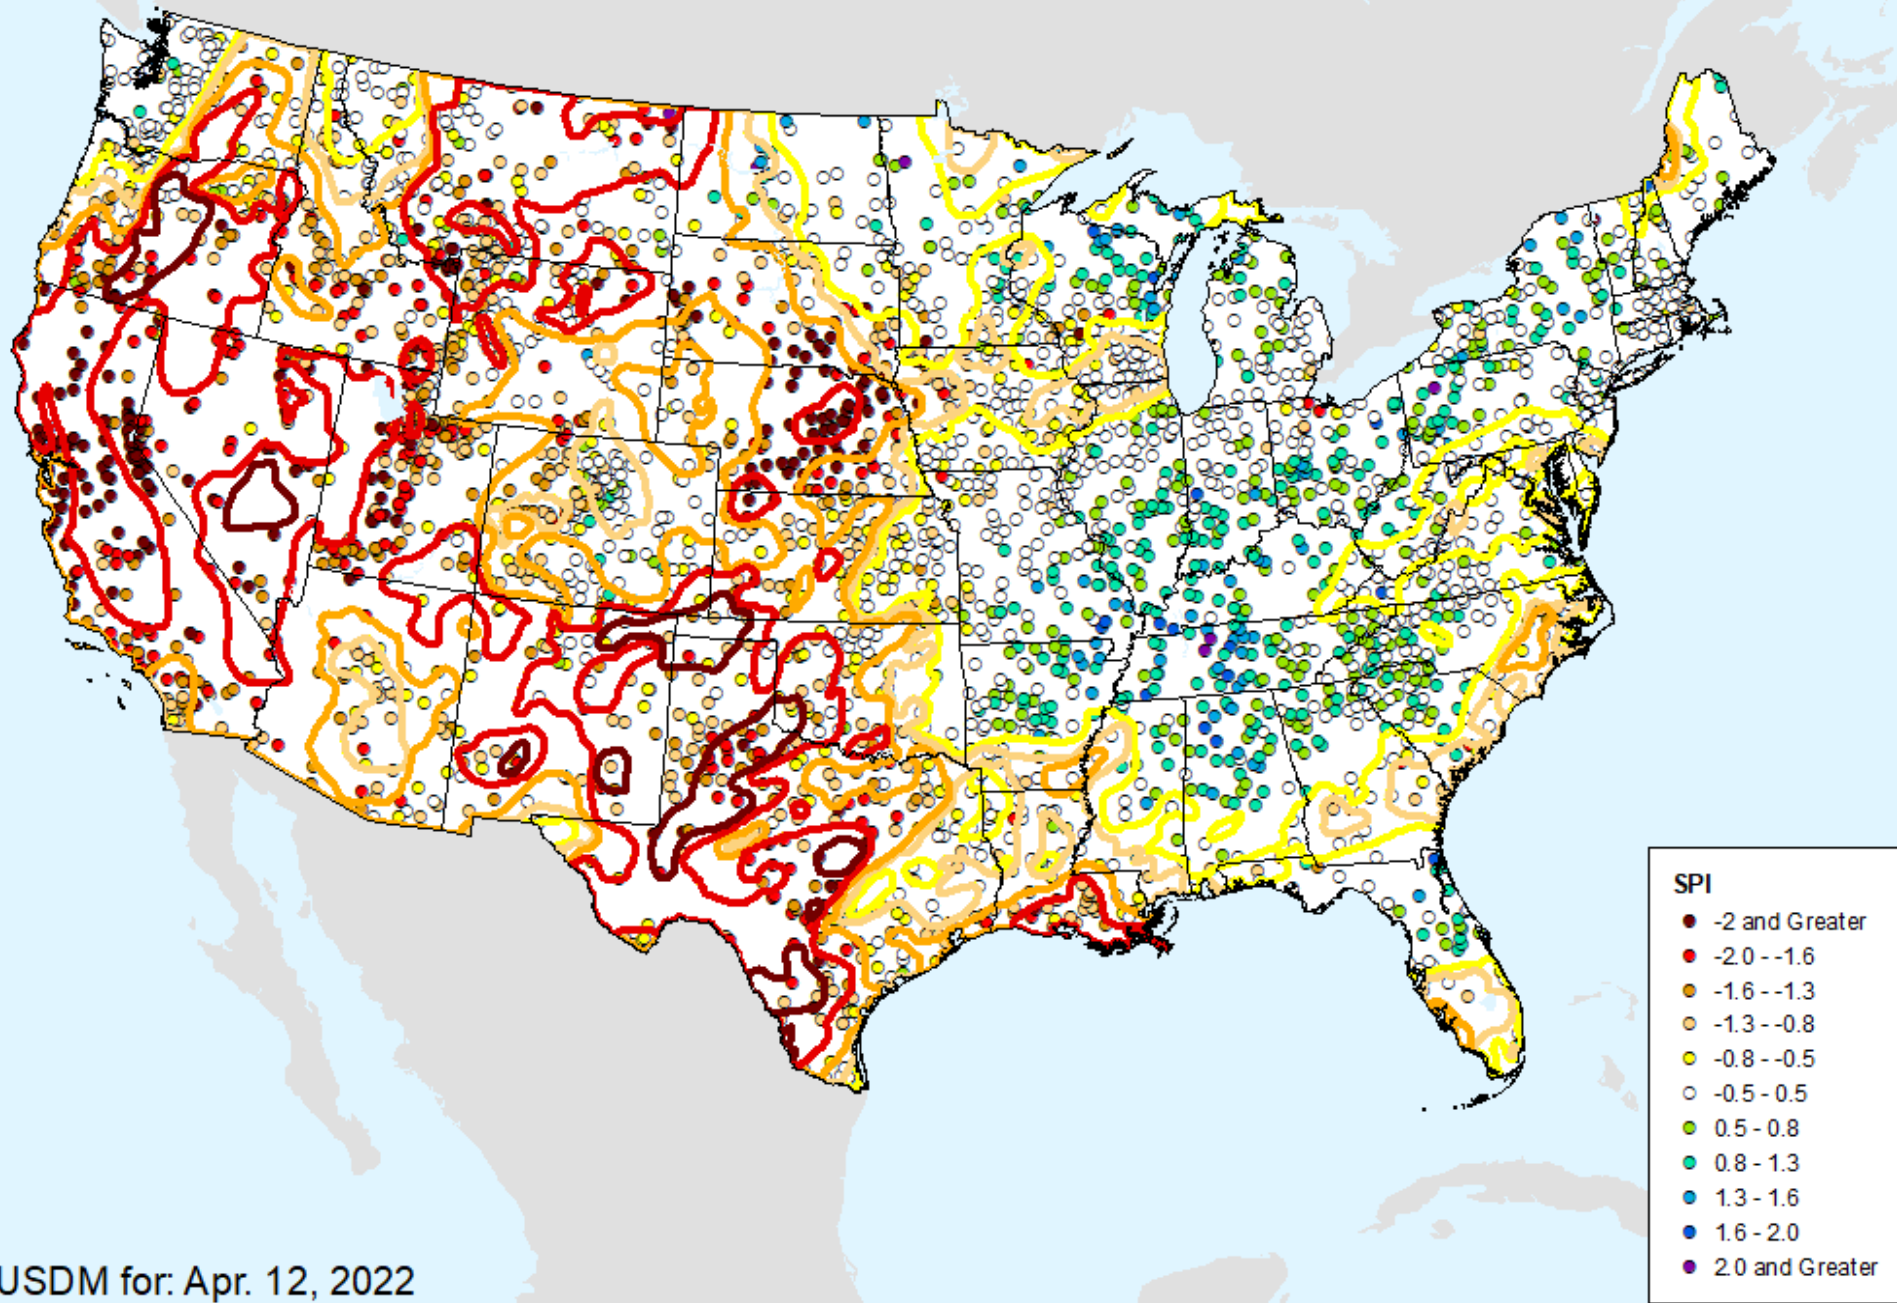 SPI
-2 and Greater
-2.0 - -1.6
-1.6 - -1.3
-1.3 - -0.8
-0.8 - -0.5
-0.5 - 0.5
0.5 - 0.8
0.8 - 1.3
1.3 - 1.6
1.6 - 2.0
2.0 and Greater
USDM for: Apr. 12, 2022